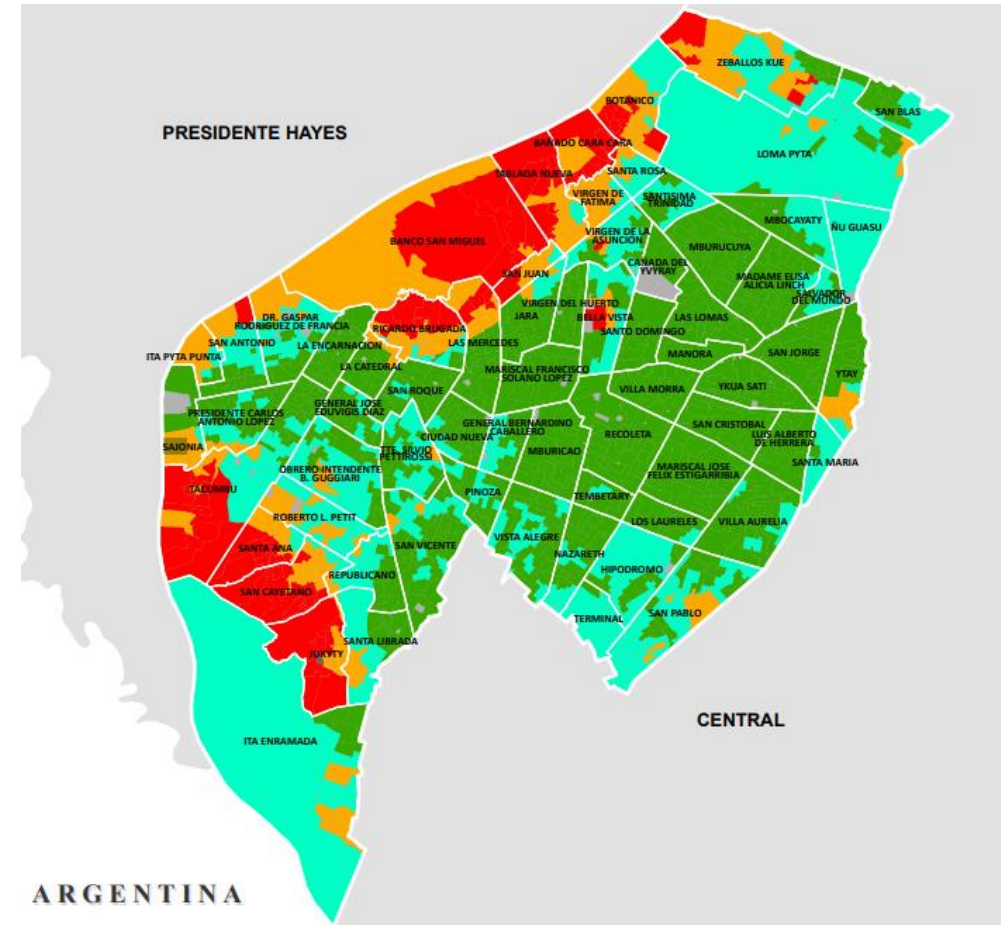 ZEBALLOS KUE
BOTANICO
SAN BLAS
PRESIDENTE HAYES
BAÑADO CARA CARA
LOMA PYTA
TABLADA NUEVA
SANTA ROSA
VIRGEN DE
FATIMA
SANTISIMA
TRINIDAD
MBOCAYATY
ÑU GUASU
VIRGEN DE LA
ASUNCION
BANCO SAN MIGUEL
MBURUCUYA
CAÑADA DEL
YVYRAY
SAN JUAN
MADAME ELISA
ALICIA LINCH
SALVADOR
DEL MUNDO
VIRGEN DEL HUERTO
JARA
BELLA VISTA
LAS LOMAS
DR. GASPAR
RODRIGUEZ DE FRANCIA
RICARDO BRUGADA
SANTO DOMINGO
SAN ANTONIO
LA ENCARNACION
LAS MERCEDES
ITA PYTA PUNTA
LA CATEDRAL
MANORA
SAN JORGE
MARISCAL FRANCISCO
SOLANO LOPEZ
YTAY
SAN ROQUE
VILLA MORRA
YKUA SATI
PRESIDENTE CARLOS
ANTONIO LOPEZ
GENERAL JOSE
EDUVIGIS DIAZ
GENERAL BERNARDINO
CABALLERO
SAN CRISTOBAL
CIUDAD NUEVA
RECOLETA
LUIS ALBERTO
DE HERRERA
SAJONIA
TTE. SILVIO
PETTIROSSI
MBURICAO
SANTA MARIA
OBRERO INTENDENTE
B. GUGGIARI
MARISCAL JOSE
FELIX ESTIGARRIBIA
TACUMBU
PINOZA
TEMBETARY
ROBERTO L. PETIT
LOS LAURELES
VILLA AURELIA
VISTA ALEGRE
SAN VICENTE
SANTA ANA
NAZARETH
HIPODROMO
REPUBLICANO
SAN CAYETANO
SAN PABLO
TERMINAL
SANTA LIBRADA
JUKYTY
CENTRAL
ITA ENRAMADA
ARGENTINA